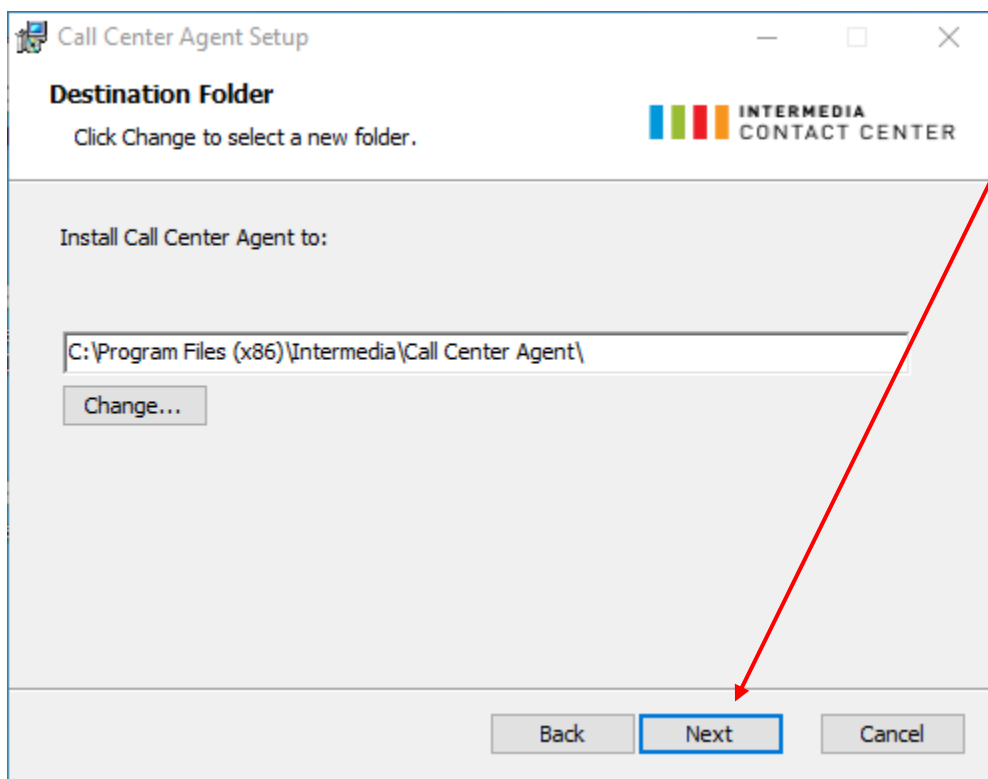 Call Center Agent Setup
Destination Folder
Click Change to select a new folder.
INTERMEDIA
CONTACT CENTER
Install Call Center Agent to:
C:\Program Files (x86)\Intermedia\Call Center Agent\
Change...
Back Next Cancel